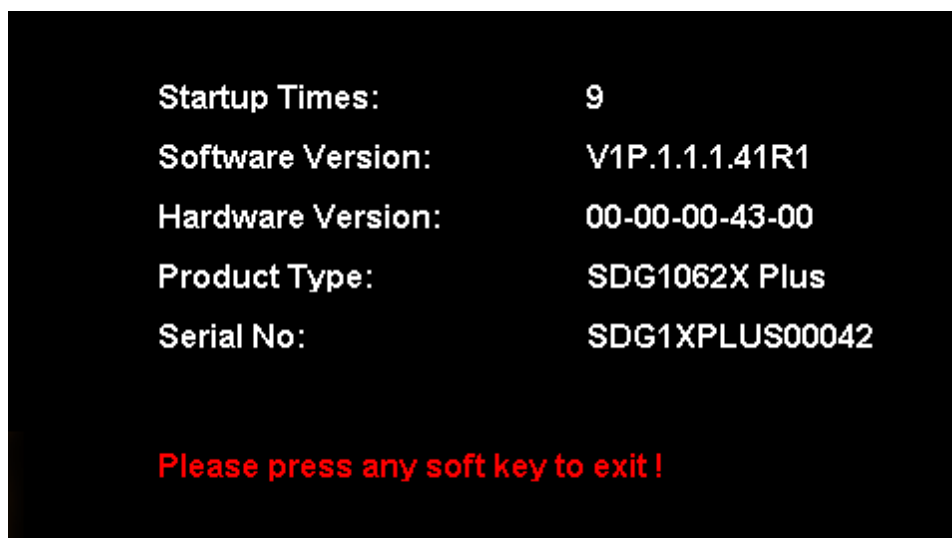 Startup Times: 9
Software Version: V1P.1.1.1.41R1
Hardware Version: 00-00-00-43-00
Product Type: SDG1062X Plus
Serial No: SDG1XPLUS00042
Please press any soft key to exit !